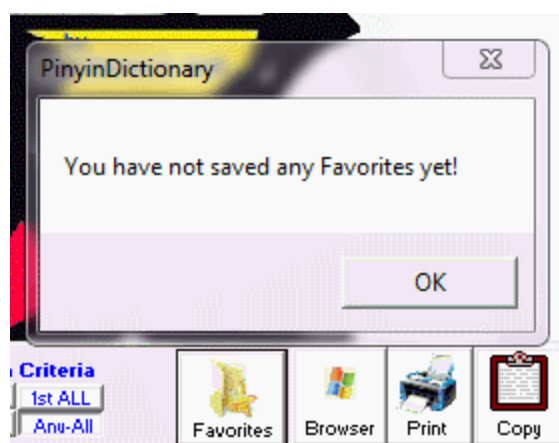 PinyinDictionary
You have not saved any Favorites yet!
OK
Criteria
1st ALL
Any-All
Favorites
Browser
Print
Copy